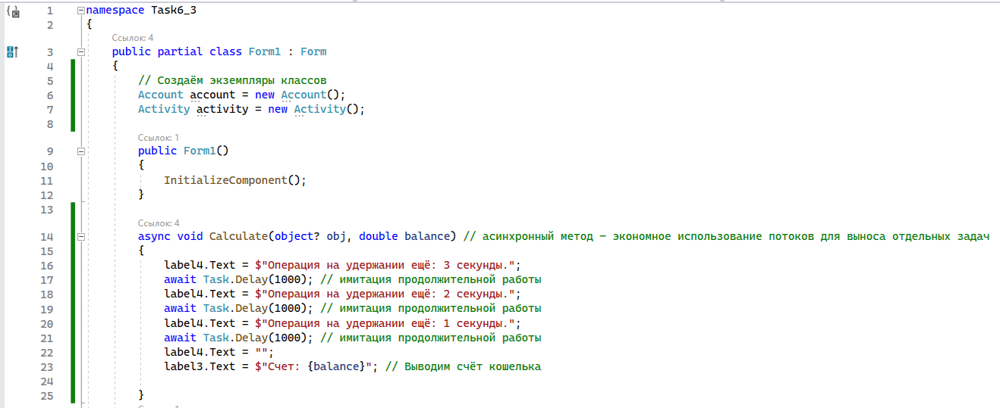 1 namespace Task6_3
2 {
Ссылок: 4
3 public partial class Form1 : Form
4 {
5 // Создаём экземпляры классов
6 Account account = new Account();
7 Activity activity = new Activity();
8
Ссылок: 1
9 public Form1()
10 {
11 InitializeComponent();
12 }
13
Ссылок: 4
14 async void Calculate(object? obj, double balance) // асинхронный метод – экономное использование потоков для выноса отдельных задач
15 {
16 label4.Text = $"Операция на удержании ещё: 3 секунды.";
17 await Task.Delay(1000); // имитация продолжительной работы
18 label4.Text = $"Операция на удержании ещё: 2 секунды.";
19 await Task.Delay(1000); // имитация продолжительной работы
20 label4.Text = $"Операция на удержании ещё: 1 секунды.";
21 await Task.Delay(1000); // имитация продолжительной работы
22 label4.Text = "";
23 label3.Text = $"Счет: {balance}"; // Выводим счёт кошелька
24
25 }